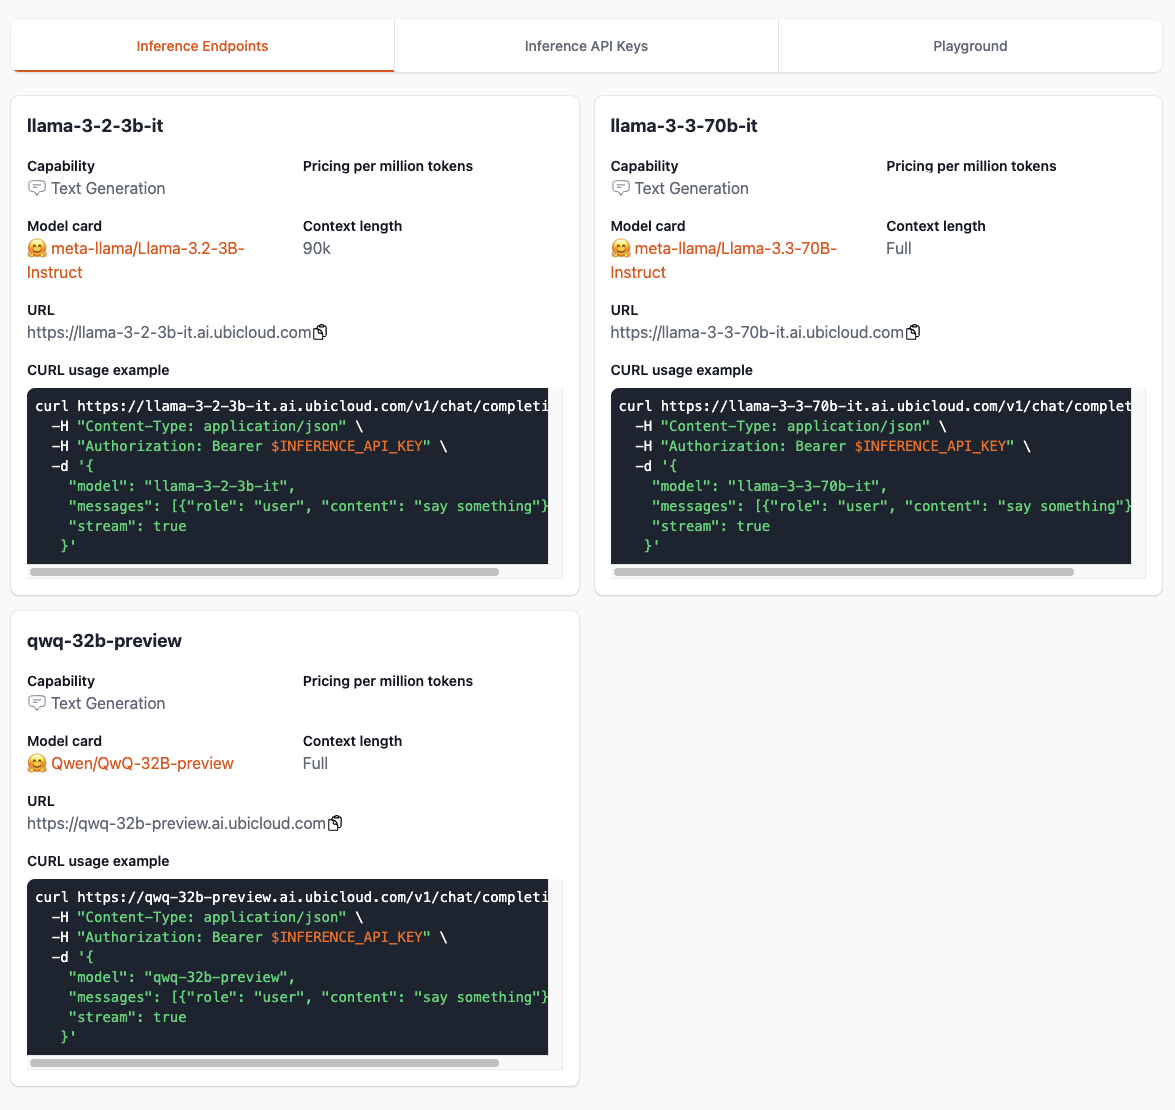 Inference Endpoints
Inference API Keys
Playground
llama-3-2-3b-it
Capability
Text Generation
Pricing per million tokens
Model card
🤗 meta-llama/Llama-3.2-3B-
Instruct
Context length
90k
URL
https://llama-3-2-3b-it.ai.ubicloud.com
CURL usage example
curl https://llama-3-2-3b-it.ai.ubicloud.com/v1/chat/completi
  -H "Content-Type: application/json" \
  -H "Authorization: Bearer $INFERENCE_API_KEY" \
  -d '{
    "model": "llama-3-2-3b-it",
    "messages": [{"role": "user", "content": "say something"}
    "stream": true
   }'
llama-3-3-70b-it
Capability
Text Generation
Pricing per million tokens
Model card
🤗 meta-llama/Llama-3.3-70B-
Instruct
Context length
Full
URL
https://llama-3-3-70b-it.ai.ubicloud.com
CURL usage example
curl https://llama-3-3-70b-it.ai.ubicloud.com/v1/chat/complet
  -H "Content-Type: application/json" \
  -H "Authorization: Bearer $INFERENCE_API_KEY" \
  -d '{
    "model": "llama-3-3-70b-it",
    "messages": [{"role": "user", "content": "say something"}
    "stream": true
   }'
qwq-32b-preview
Capability
Text Generation
Pricing per million tokens
Model card
🤗 Qwen/QwQ-32B-preview
Context length
Full
URL
https://qwq-32b-preview.ai.ubicloud.com
CURL usage example
curl https://qwq-32b-preview.ai.ubicloud.com/v1/chat/completi
  -H "Content-Type: application/json" \
  -H "Authorization: Bearer $INFERENCE_API_KEY" \
  -d '{
    "model": "qwq-32b-preview",
    "messages": [{"role": "user", "content": "say something"}
    "stream": true
   }'